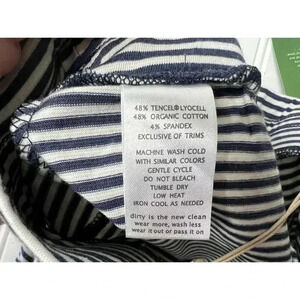 48% TENCEL® LYOCELL
48% ORGANIC COTTON
4% SPANDEX
EXCLUSIVE OF TRIMS
MACHINE WASH COLD
WITH SIMILAR COLORS
GENTLE CYCLE
DO NOT BLEACH
TUMBLE DRY
LOW HEAT
IRON COOL AS NEEDED
dirty is the new clean
wear more, wash less
wear it out or pass it on